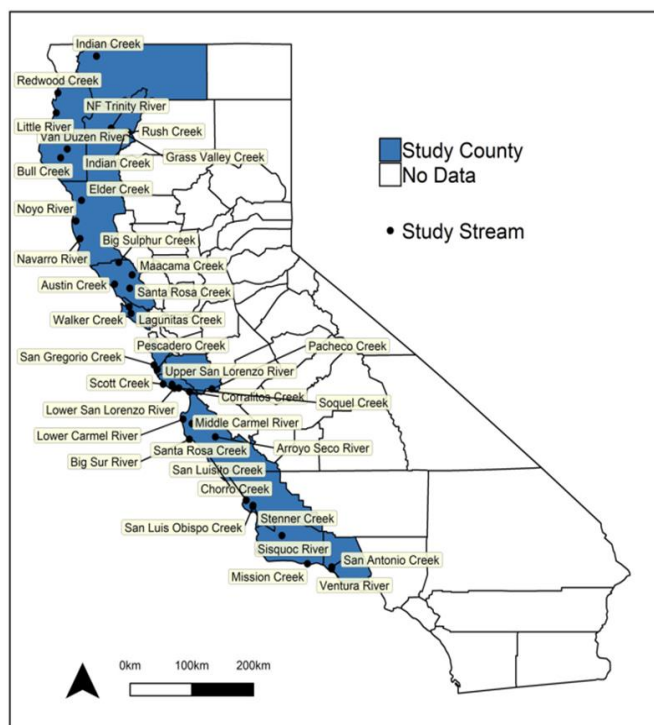 Indian Creek
Redwood Creek
NF Trinity River
Little River
Rush Creek
Van Duzen River
Grass Valley Creek
Bull Creek
Indian Creek
Elder Creek
Noyo River
Big Sulphur Creek
Navarro River
Maacama Creek
Austin Creek
Santa Rosa Creek
Walker Creek
Lagunitas Creek
Pescadero Creek
Pacheco Creek
San Gregorio Creek
Upper San Lorenzo River
Scott Creek
Corralitos Creek
Soquel Creek
Lower San Lorenzo River
Middle Carmel River
Lower Carmel River
Santa Rosa Creek
Arroyo Seco River
Big Sur River
San Luisito Creek
Chorro Creek
San Luis Obispo Creek
Stenner Creek
Sisquoc River
San Antonio Creek
Mission Creek
Ventura River
Study County
No Data
Study Stream
0km 100km 200km